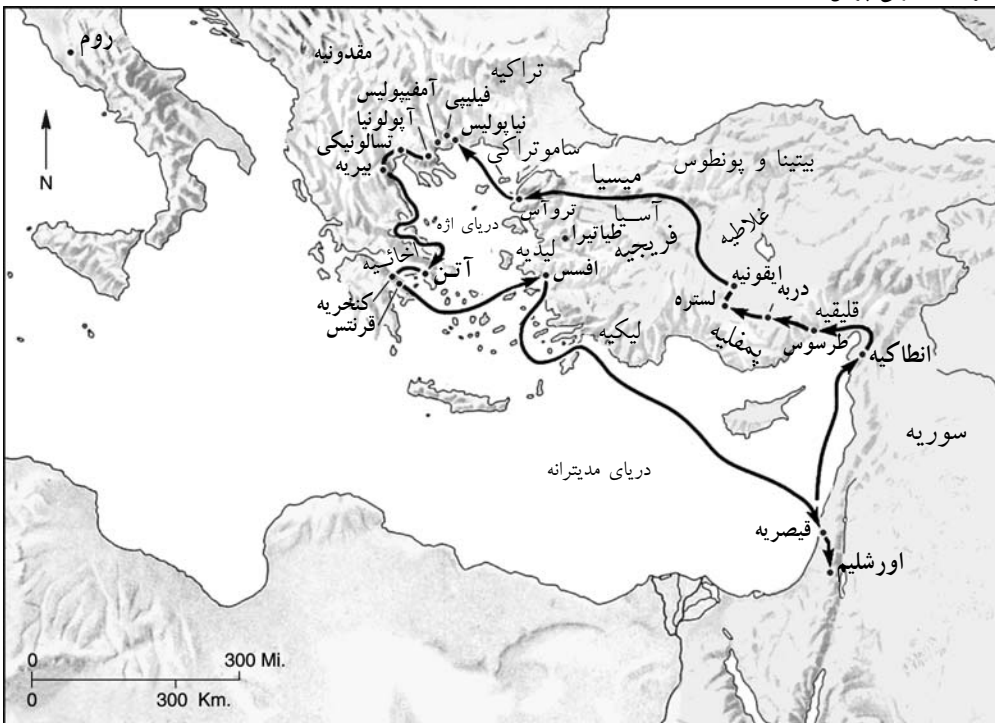 روم
مقدونیه
تراکیه
آمفیپولیس
فیلیپی
آپولونیا
نیاپولیس
تسالونیکی
بیریه
ساموتراکی
بیتینا و پونطوس
میسیا
تروآس
آسیا
غلاطیه
طیاتیرا
فریجیه
دریای اژه
لیدیه
اخائیه
آتن
افسس
ایقونیه
دربه
لستره
قلیقیه
کنخریه
قرنتس
لیکیه
پمفلیه
طرسوس
انطاکیه
سوریه
دریای مدیترانه
قیصریه
اورشلیم
N
0 300 Mi.
0 300 Km.